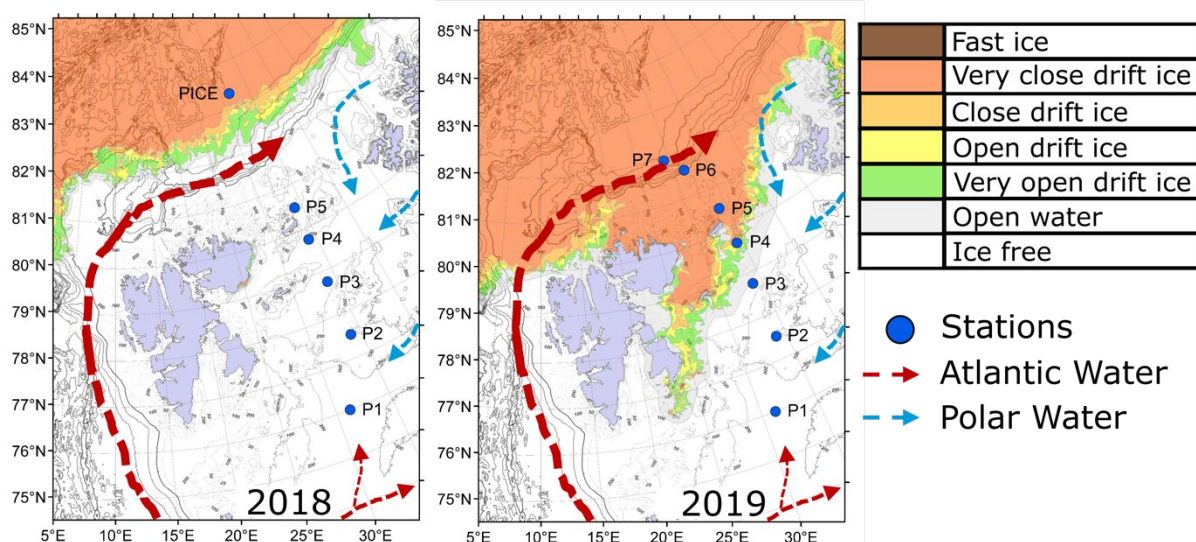 85°N
84°N
83°N
82°N
81°N
80°N
79°N
78°N
77°N
76°N
75°N
5°E 10°E 15°E 20°E 25°E 30°E
PICE
P5
P4
P3
P2
P1
2018
85°N
84°N
83°N
82°N
81°N
80°N
79°N
78°N
77°N
76°N
75°N
5°E 10°E 15°E 20°E 25°E 30°E
P7
P6
P5
P4
P3
P2
P1
2019
Fast ice
Very close drift ice
Close drift ice
Open drift ice
Very open drift ice
Open water
Ice free
Stations
Atlantic Water
Polar Water